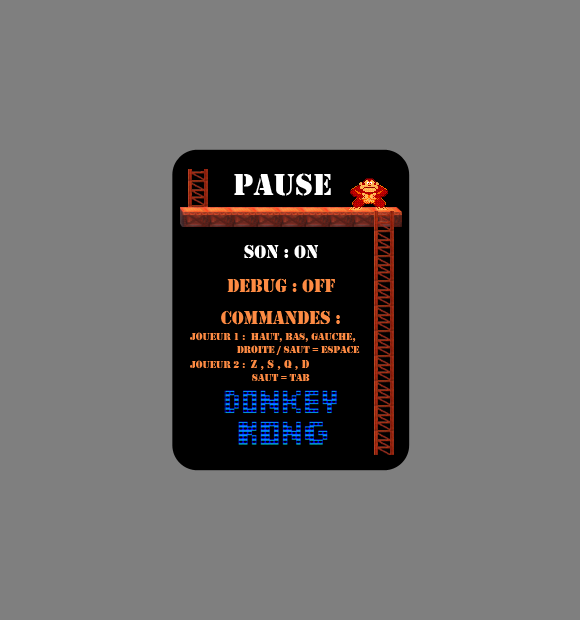 PAUSE
SON : ON
DEBUG : OFF
COMMANDES :
JOUEUR 1 : HAUT, BAS, GAUCHE,
DROITE / SAUT = ESPACE
JOUEUR 2 : Z , S , Q , D
SAUT = TAB
DONKEY
KONG